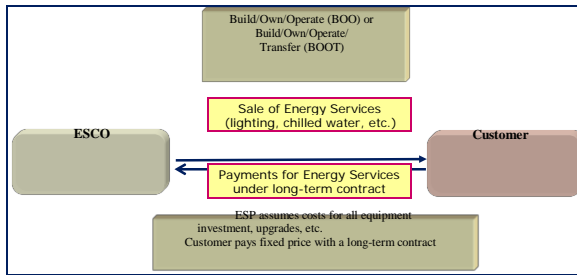 Build/Own/Operate (BOO) or
Build/Own/Operate/
Transfer (BOOT)
Sale of Energy Services
(lighting, chilled water, etc.)
ESCO
Customer
Payments for Energy Services
under long-term contract
ESP assumes costs for all equipment
investment, upgrades, etc.
Customer pays fixed price with a long-term contract